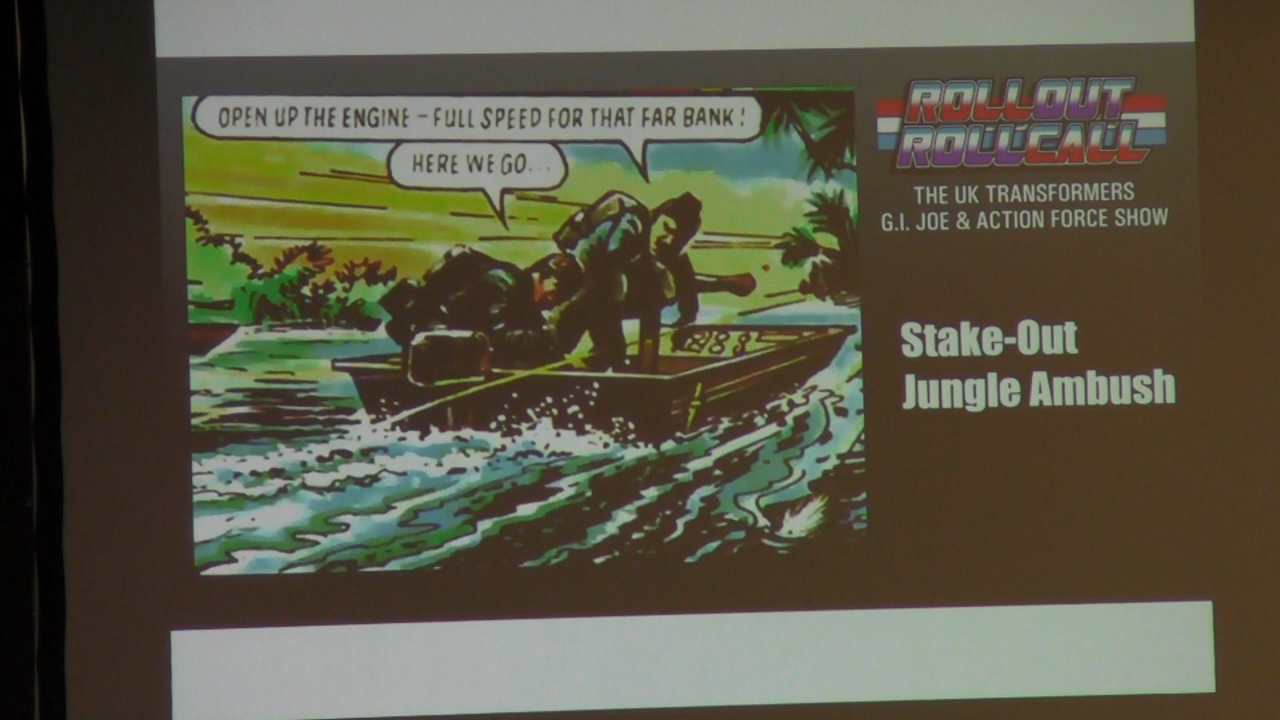 OPEN UP THE ENGINE – FULL SPEED FOR THAT FAR BANK!
HERE WE GO...
ROLLOUT
ROLLCALL
THE UK TRANSFORMERS
G.I. JOE & ACTION FORCE SHOW
Stake-Out
Jungle Ambush